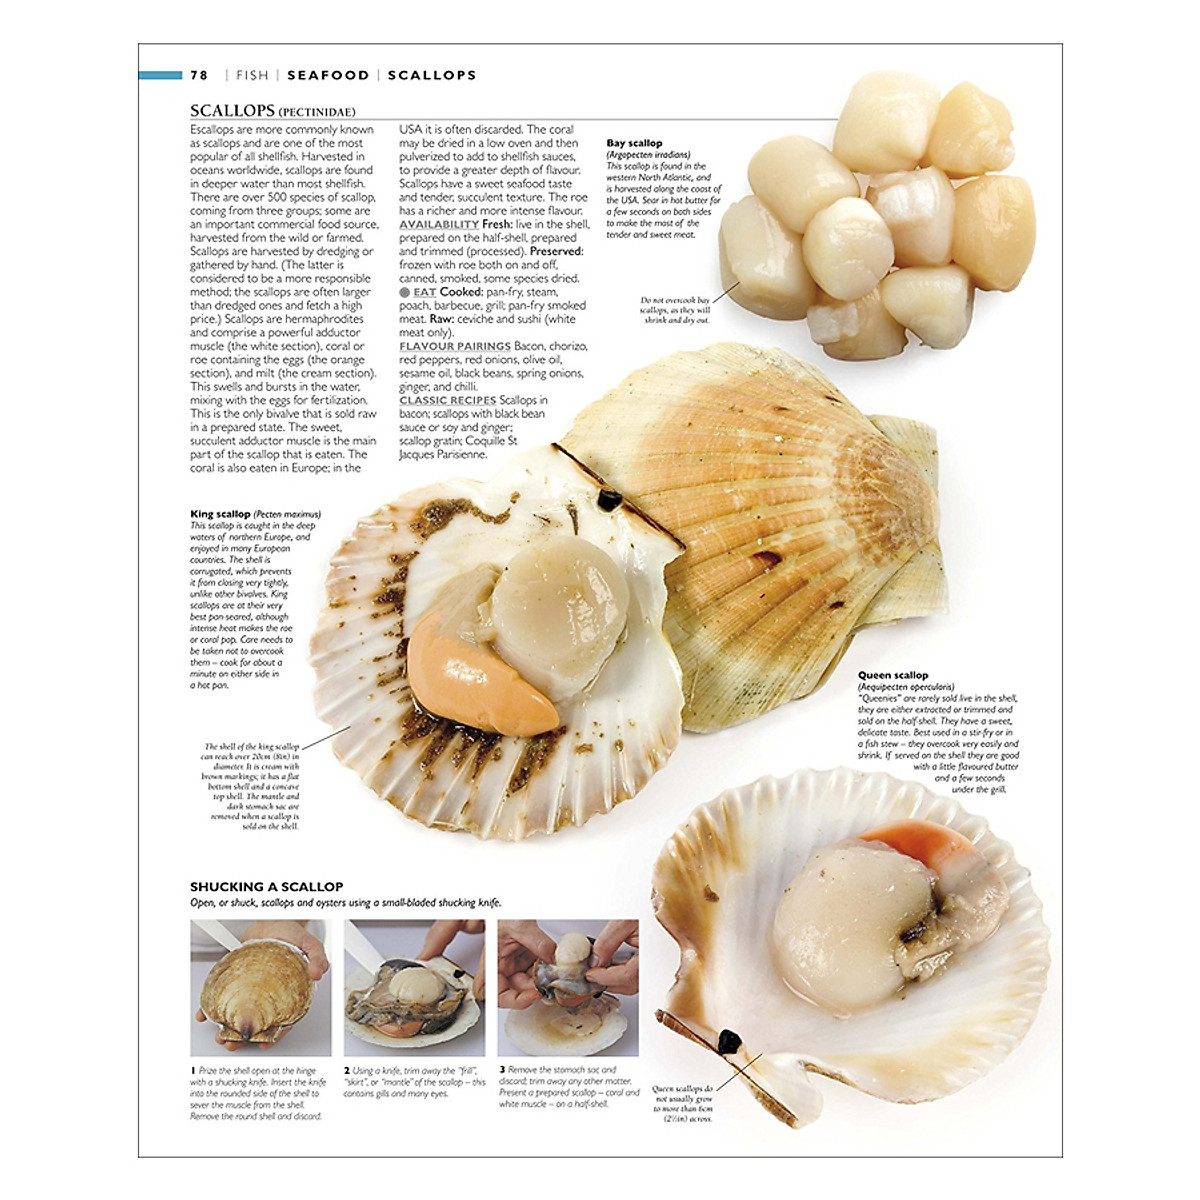 78 | FISH | SEAFOOD | SCALLOPS
SCALLOPS (PECTINIDAE)
Escallops are more commonly known
as scallops and are one of the most
popular of all shellfish. Harvested in
oceans worldwide, scallops are found
in deeper water than most shellfish.
There are over 500 species of scallop,
coming from three groups; some are
an important commercial food source,
harvested from the wild or farmed.
Scallops are harvested by dredging or
gathered by hand. (The latter is
considered to be a more responsible
method; the scallops are often larger
than dredged ones and fetch a high
price.) Scallops are hermaphrodites
and comprise a powerful adductor
muscle (the white section), coral or
roe containing the eggs (the orange
section), and milt (the cream section).
This swells and bursts in the water,
mixing with the eggs for fertilization.
This is the only bivalve that is sold raw
in a prepared state. The sweet,
succulent adductor muscle is the main
part of the scallop that is eaten. The
coral is also eaten in Europe; in the
USA it is often discarded. The coral
may be dried in a low oven and then
pulverized to add to shellfish sauces,
to provide a greater depth of flavour.
Scallops have a sweet seafood taste
and tender, succulent texture. The roe
has a richer and more intense flavour.
AVAILABILITY Fresh: live in the shell,
prepared on the half-shell, prepared
and trimmed (processed). Preserved:
frozen with roe both on and off,
canned, smoked, some species dried.
EAT Cooked: pan-fry, steam,
poach, barbecue, grill; pan-fry smoked
meat. Raw: ceviche and sushi (white
meat only).
FLAVOUR PAIRINGS Bacon, chorizo,
red peppers, red onions, olive oil,
sesame oil, black beans, spring onions,
ginger, and chilli.
CLASSIC RECIPES Scallops in
bacon; scallops with black bean
sauce or soy and ginger;
scallop gratin; Coquille St
Jacques Parisienne.
Bay scallop
(Argopecten irradians)
This scallop is found in the
western North Atlantic, and
is harvested along the coast of
the USA. Sear in hot butter for
a few seconds on both sides
to make the most of the
tender and sweet meat.
Do not overcook bay
scallops, as they will
shrink and dry out.
King scallop (Pecten maximus)
This scallop is caught in the deep
waters of northern Europe, and
enjoyed in many European
countries. The shell is
corrugated, which prevents
it from closing very tightly,
unlike other bivalves. King
scallops are at their very
best pan-seared, although
intense heat makes the roe
or coral pop. Care needs to
be taken not to overcook
them – cook for about a
minute on either side in
a hot pan.
The shell of the king scallop
can reach over 20cm (8in) in
diameter. It is cream with
brown markings; it has a flat
bottom shell and a concave
top shell. The mantle and
dark stomach sac are
removed when a scallop is
sold on the shell.
Queen scallop
(Aequipecten opercularis)
"Queenies" are rarely sold live in the shell,
they are either extracted or trimmed and
sold on the half-shell. They have a sweet,
delicate taste. Best used in a stir-fry or in
a fish stew – they overcook very easily and
shrink. If served on the shell they are good
with a little flavoured butter
and a few seconds
under the grill.
SHUCKING A SCALLOP
Open, or shuck, scallops and oysters using a small-bladed shucking knife.
1 Prize the shell open at the hinge
with a shucking knife. Insert the knife
into the rounded side of the shell to
sever the muscle from the shell.
Remove the round shell and discard.
2 Using a knife, trim away the "frill",
"skirt", or "mantle" of the scallop – this
contains gills and many eyes.
3 Remove the stomach sac and
discard; trim away any other matter.
Present a prepared scallop – coral and
white muscle – on a half-shell.
Queen scallops do
not usually grow
to more than 6cm
(2½in) across.